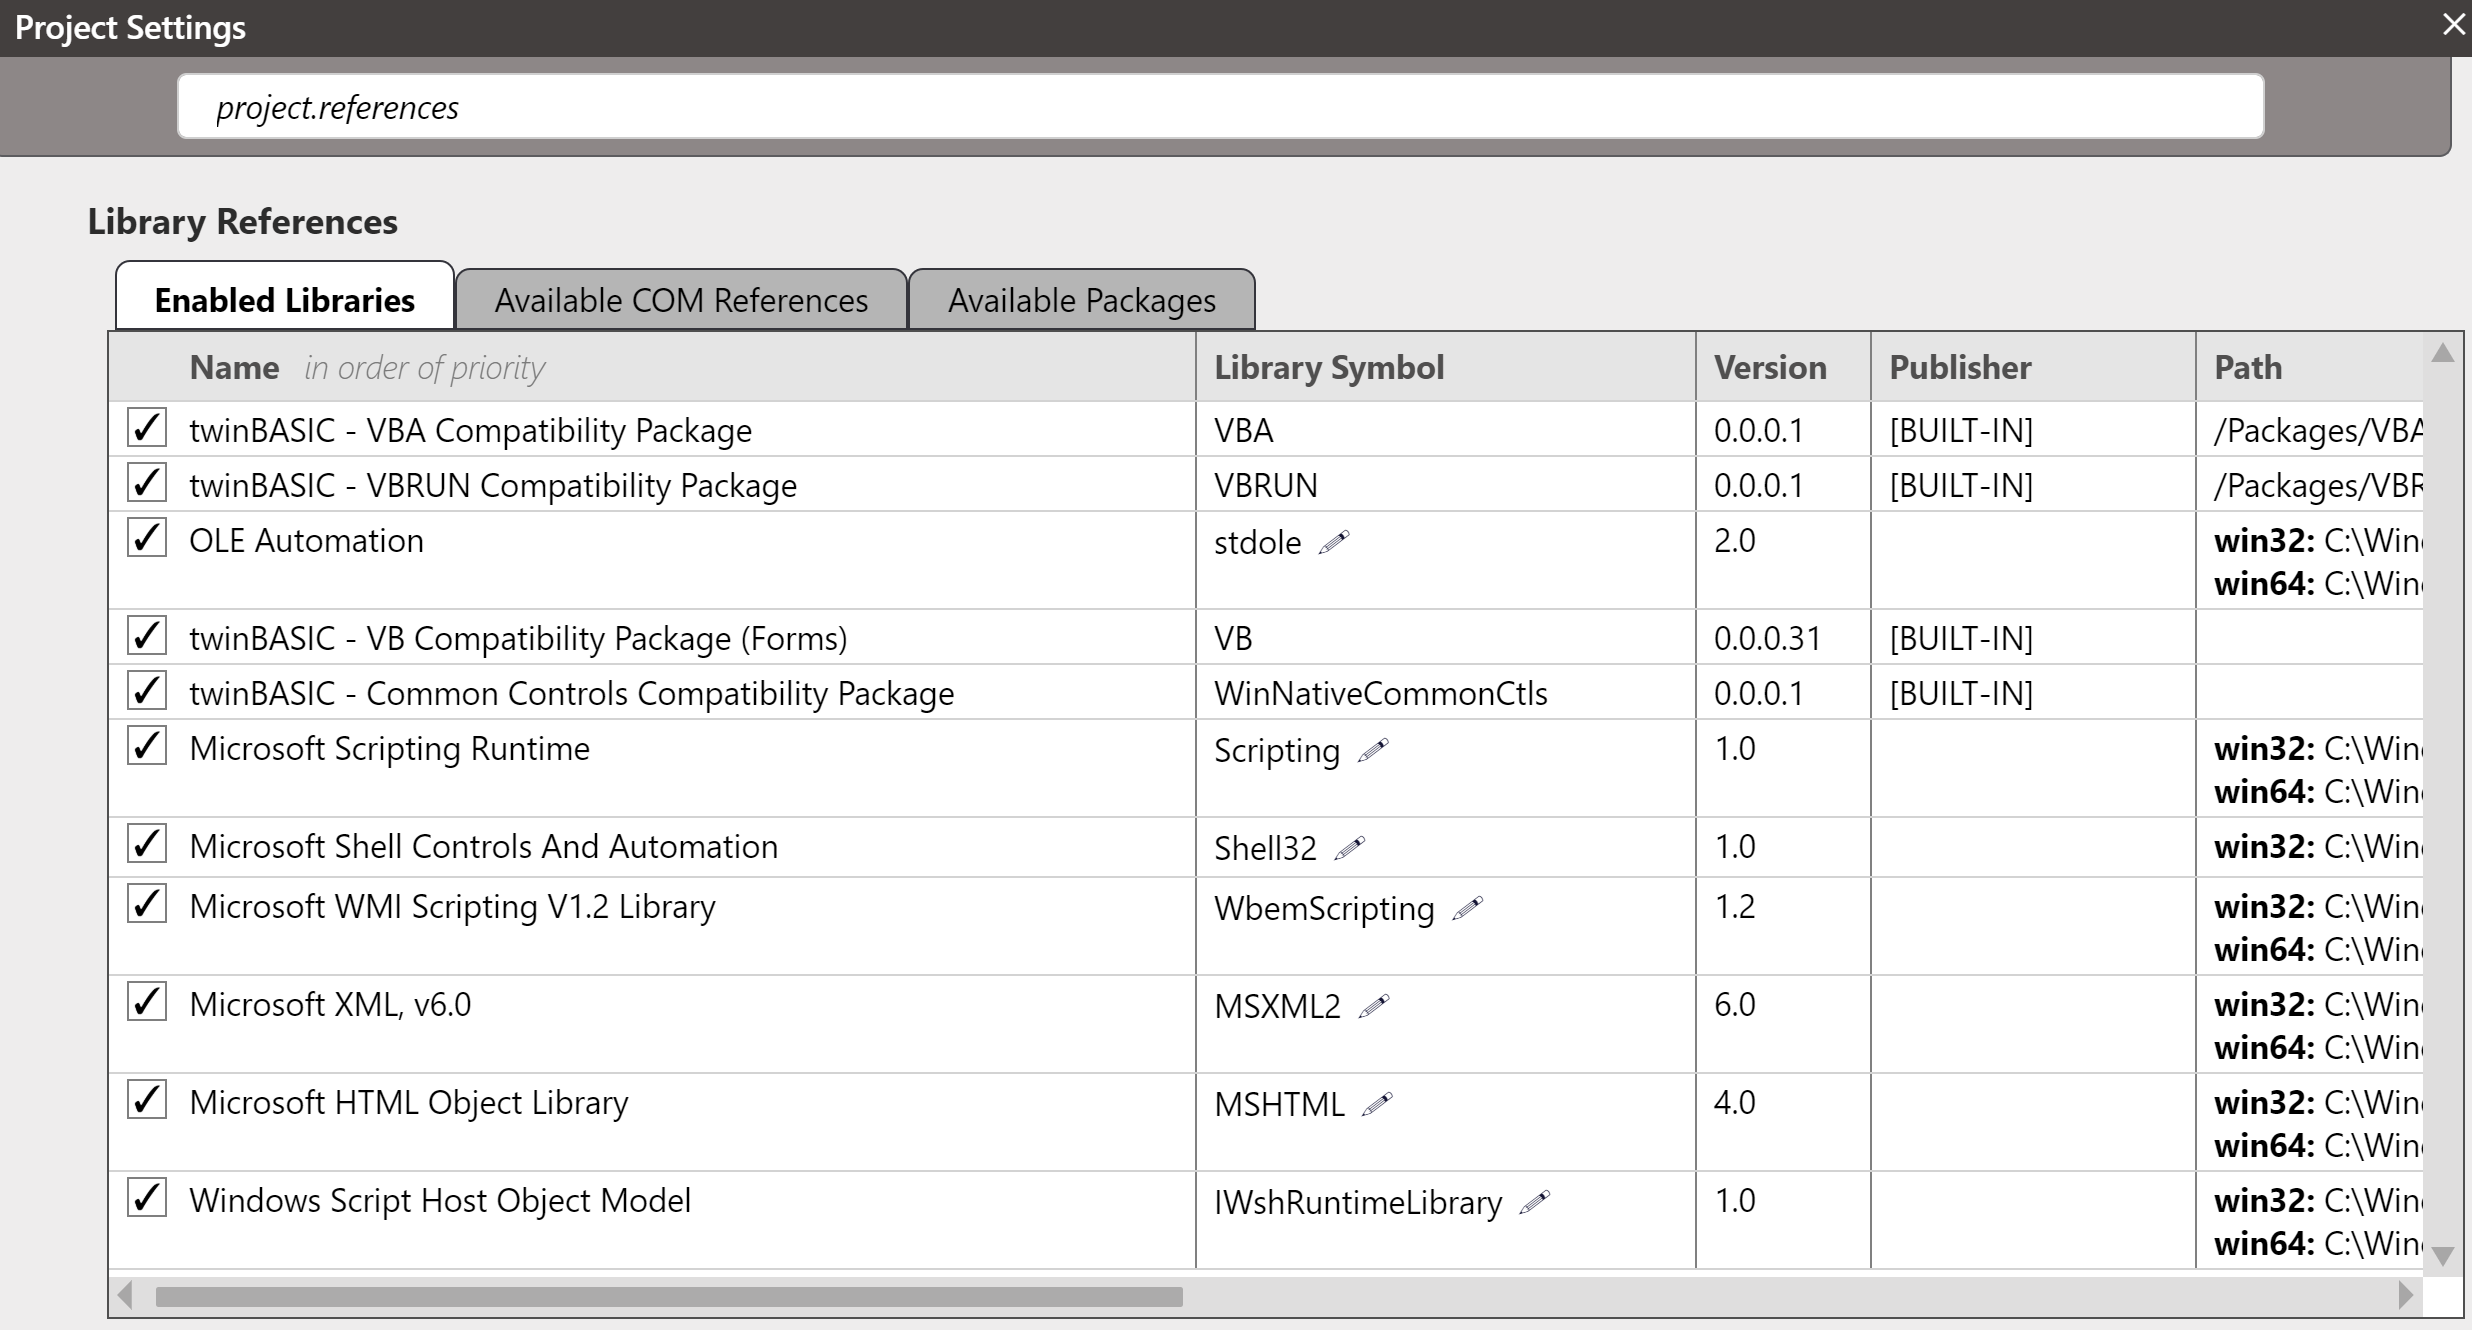 Project Settings
project.references
Library References
Enabled Libraries Available COM References Available Packages
Name in order of priority Library Symbol Version Publisher Path
twinBASIC - VBA Compatibility Package VBA 0.0.0.1 [BUILT-IN] /Packages/VBA
twinBASIC - VBRUN Compatibility Package VBRUN 0.0.0.1 [BUILT-IN] /Packages/VBR
OLE Automation stdole 2.0 win32: C:\Win
win64: C:\Win
twinBASIC - VB Compatibility Package (Forms) VB 0.0.0.31 [BUILT-IN]
twinBASIC - Common Controls Compatibility Package WinNativeCommonCtls 0.0.0.1 [BUILT-IN]
Microsoft Scripting Runtime Scripting 1.0 win32: C:\Win
win64: C:\Win
Microsoft Shell Controls And Automation Shell32 1.0 win32: C:\Win
Microsoft WMI Scripting V1.2 Library WbemScripting 1.2 win32: C:\Win
win64: C:\Win
Microsoft XML, v6.0 MSXML2 6.0 win32: C:\Win
win64: C:\Win
Microsoft HTML Object Library MSHTML 4.0 win32: C:\Win
win64: C:\Win
Windows Script Host Object Model IWshRuntimeLibrary 1.0 win32: C:\Win
win64: C:\Win